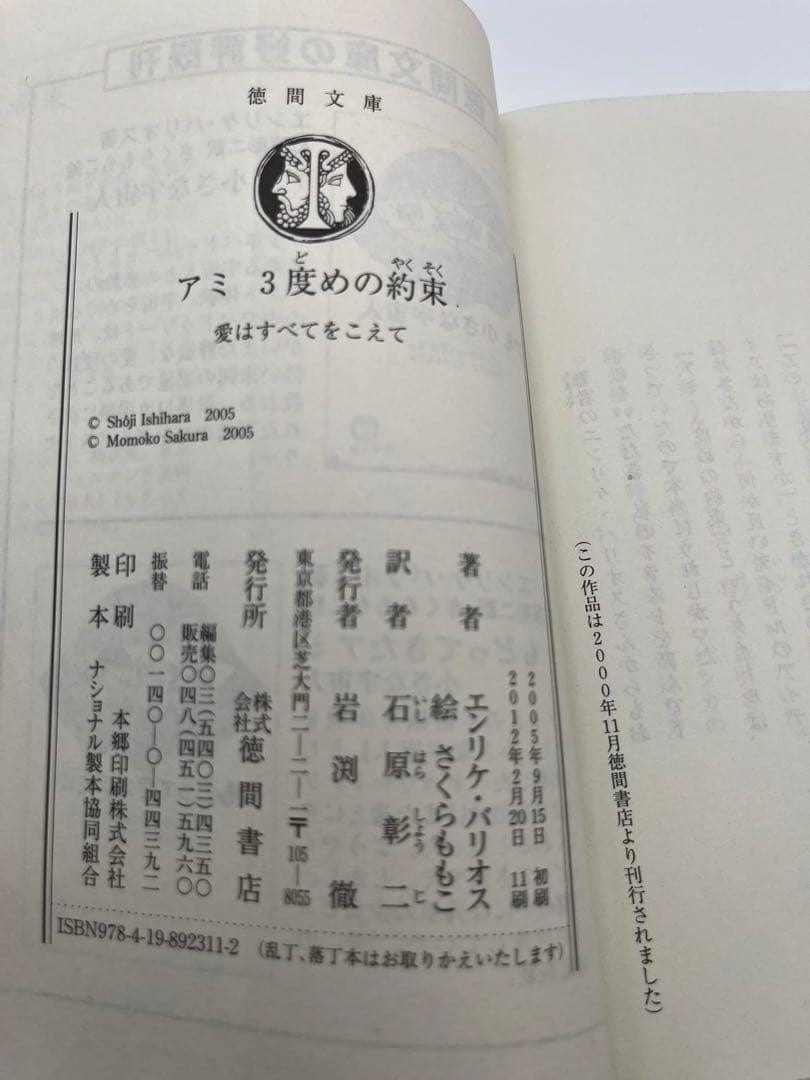 徳間文庫
アミ 3度めの約束
愛はすべてをこえて
© Shôji Ishihara 2005
© Momoko Sakura 2005
2005年9月15日 初刷
2012年2月20日 11刷
著者 エンリケ・バリオス
絵 さくらももこ
訳者 石原彰二
発行者 岩渕徹
東京都港区芝大門二―二―一〒105―8055
発行所 株式会社徳間書店
電話 編集〇三(五四〇三)四三五〇
販売〇四八(四五一)五九六〇
振替 〇〇一四〇―〇―四四三九二
印刷 本郷印刷株式会社
製本 ナショナル製本協同組合
ISBN978-4-19-892311-2 (乱丁、落丁本はお取りかえいたします)
(この作品は2000年11月徳間書店より刊行されました)